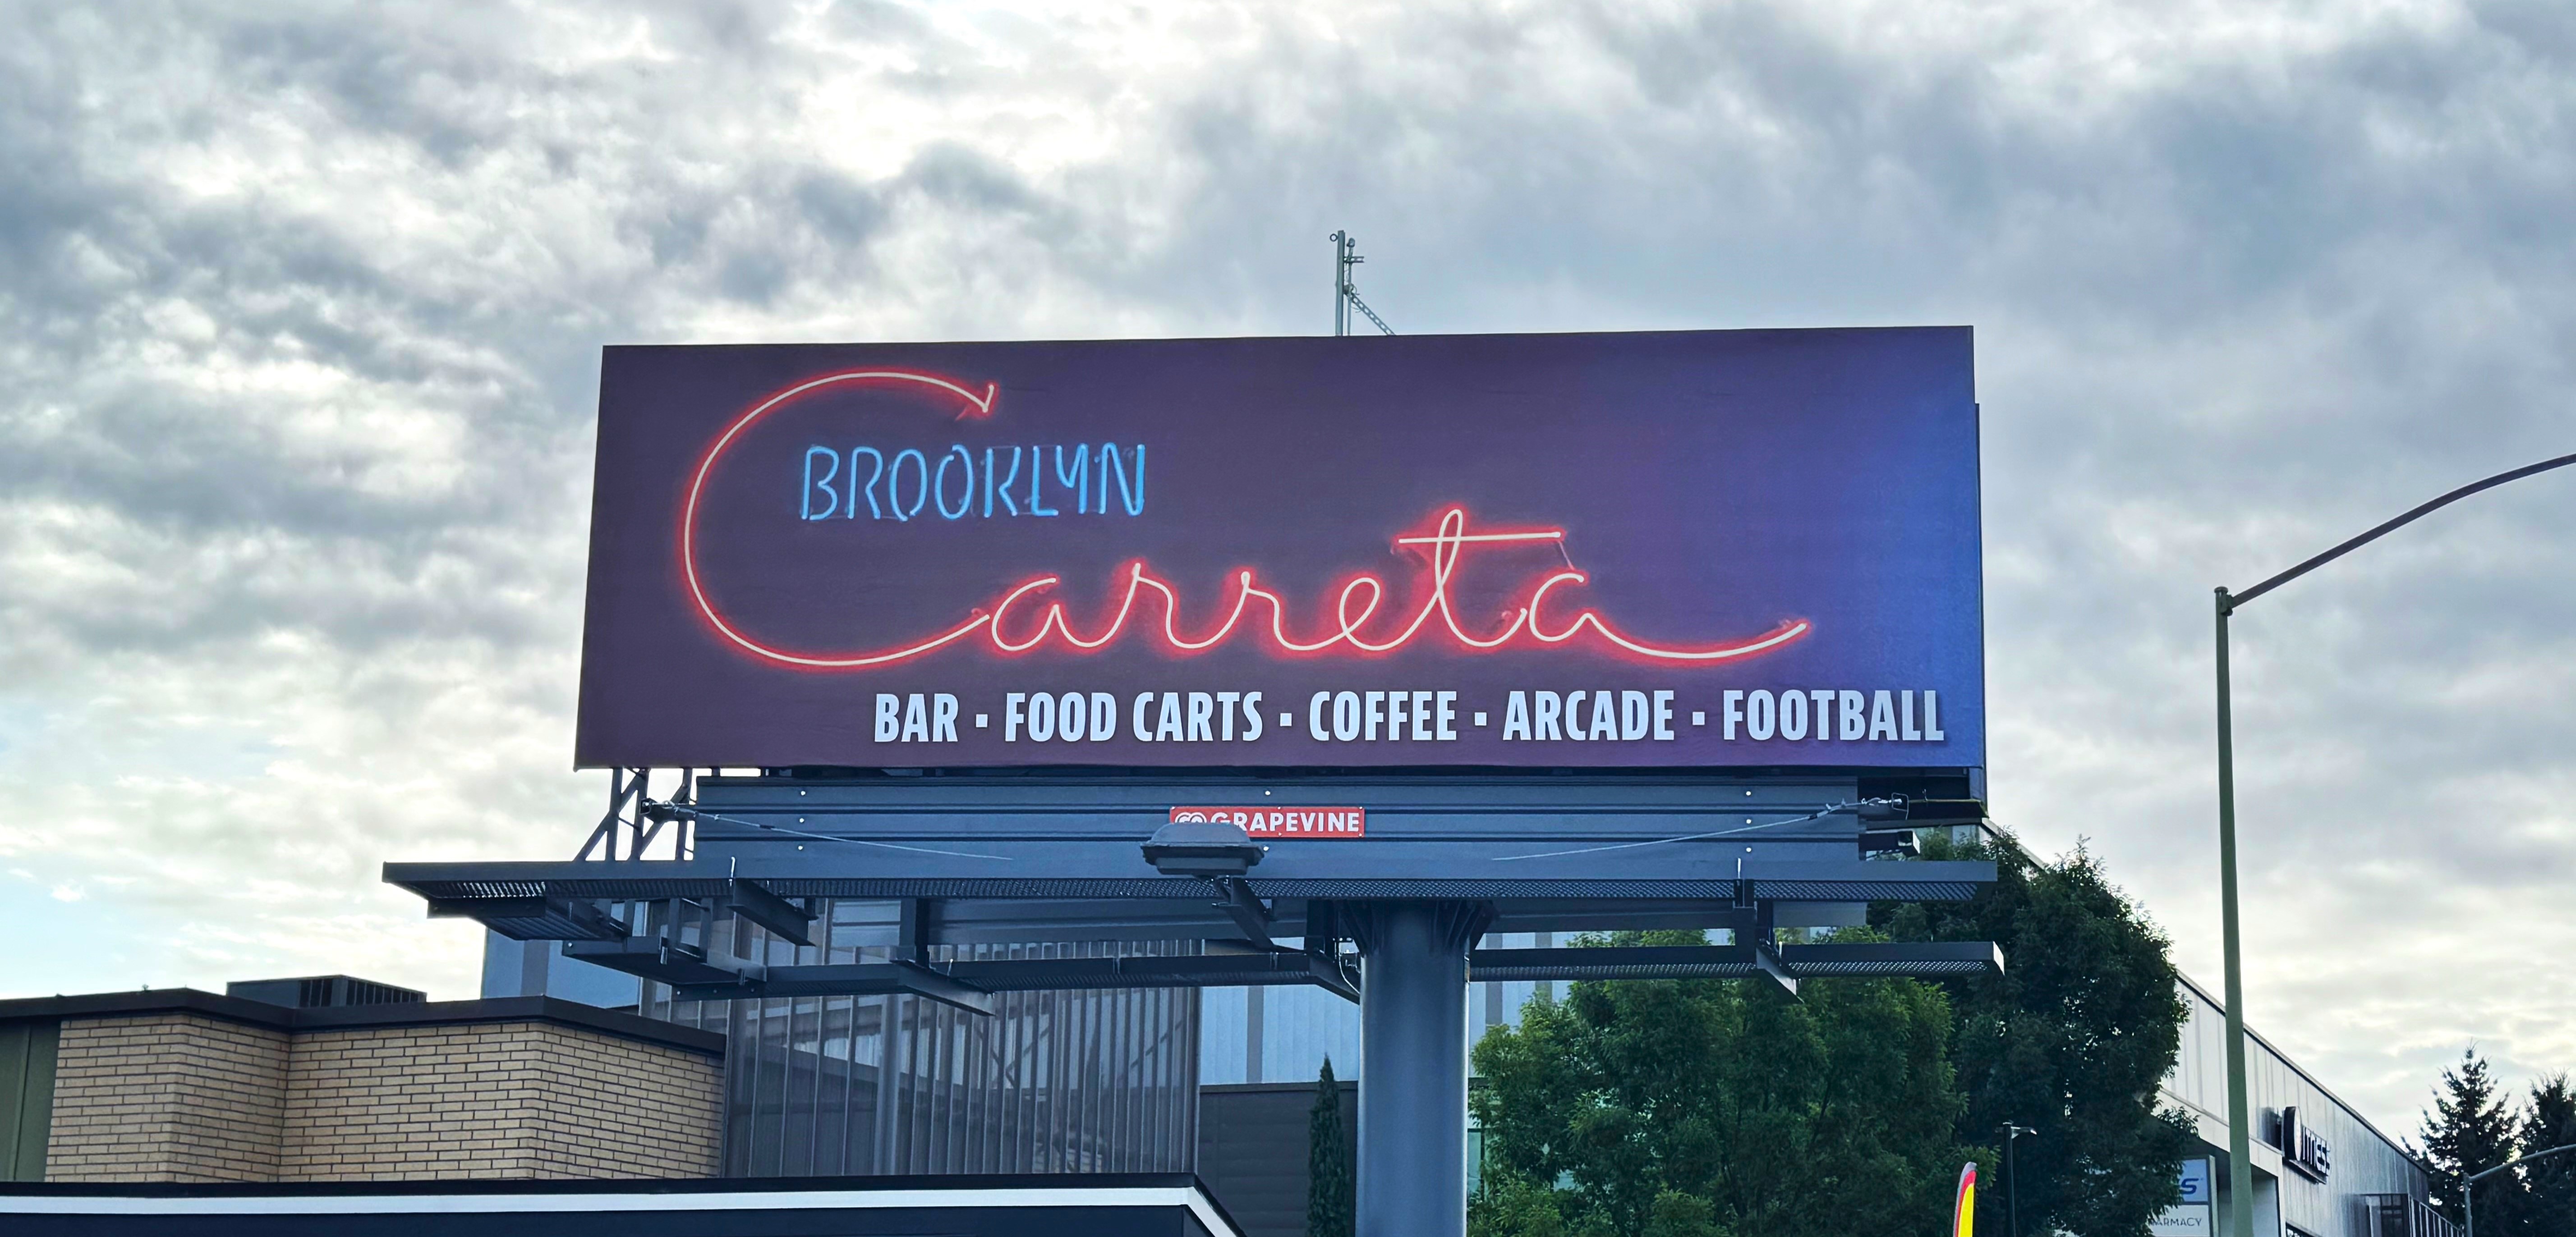 BROOKLYN
Carreta
BAR · FOOD CARTS · COFFEE · ARCADE · FOOTBALL
GRAPEVINE